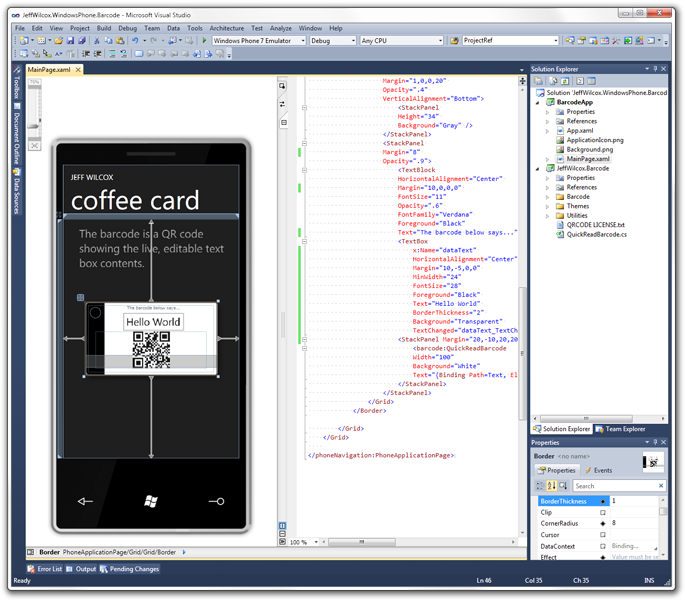 JeffWilcox.WindowsPhone.Barcode - Microsoft Visual Studio
File Edit View Project Build Debug Team Data Tools Architecture Test Analyze Window Help
Windows Phone 7 Emulator Debug Any CPU ProjectRef
MainPage.xaml
Toolbox
Document Outline
Data Sources
JEFF WILCOX
coffee card
The barcode is a QR code
showing the live, editable text
box contents.
The barcode below says...
Hello World
Margin="1,0,0,20"
Opacity=".4"
VerticalAlignment="Bottom">
<StackPanel
Height="34"
Background="Gray" />
</StackPanel>
<StackPanel
Margin="8"
Opacity=".9">
<TextBlock
HorizontalAlignment="Center"
Margin="10,0,0,0"
FontSize="11"
Opacity=".6"
FontFamily="Verdana"
Foreground="Black"
Text="The barcode below says..."
<TextBox
x:Name="dataText"
HorizontalAlignment="Center"
Margin="10,-5,0,0"
MinWidth="24"
FontSize="28"
Foreground="Black"
Text="Hello World"
BorderThickness="2"
Background="Transparent"
TextChanged="dataText_TextCh
<StackPanel Margin="20,-10,20,20
<barcode:QuickReadBarcode
Width="100"
Background="White"
Text="{Binding Path=Text, El
</StackPanel>
</StackPanel>
</Grid>
</Border>
</Grid>
</Grid>
</phoneNavigation:PhoneApplicationPage>
100 %
Border PhoneApplicationPage/Grid/Grid/Border
Solution Explorer
Solution 'JeffWilcox.WindowsPhone.Barcod
BarcodeApp
Properties
References
App.xaml
ApplicationIcon.png
Background.png
MainPage.xaml
JeffWilcox.Barcode
Properties
References
Barcode
Themes
Utilities
QRCODE LICENSE.txt
QuickReadBarcode.cs
Solution Explorer Team Explorer
Properties
Border <no name>
Properties Events
Search
BorderThickness 1
Clip
CornerRadius 8
Cursor
DataContext Binding...
Effect Value must be se
Error List Output Pending Changes
Ready Ln 46 Col 35 Ch 35 INS